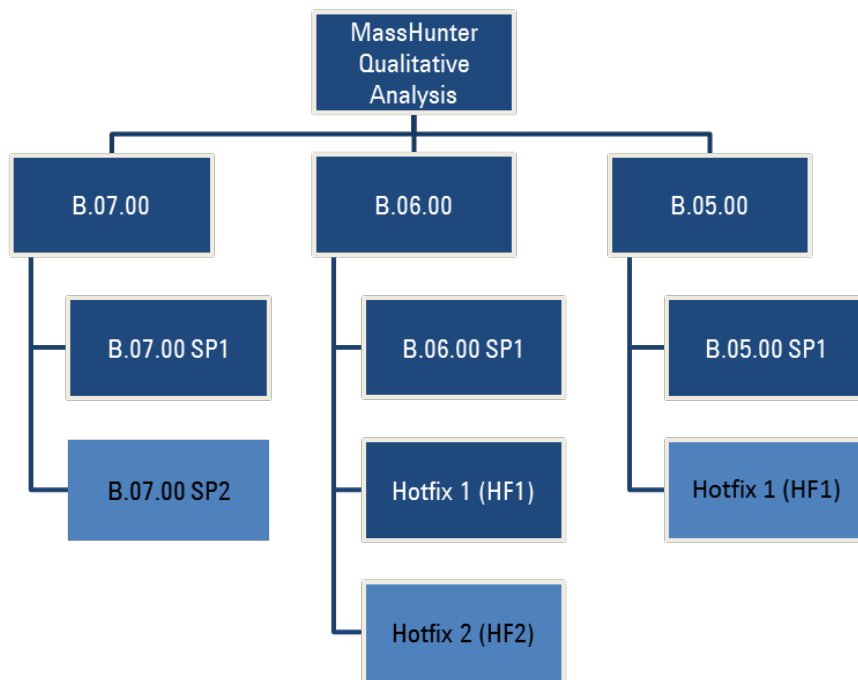 MassHunter
Qualitative
Analysis
B.07.00
B.06.00
B.05.00
B.07.00 SP1
B.06.00 SP1
B.05.00 SP1
B.07.00 SP2
Hotfix 1 (HF1)
Hotfix 1 (HF1)
Hotfix 2 (HF2)